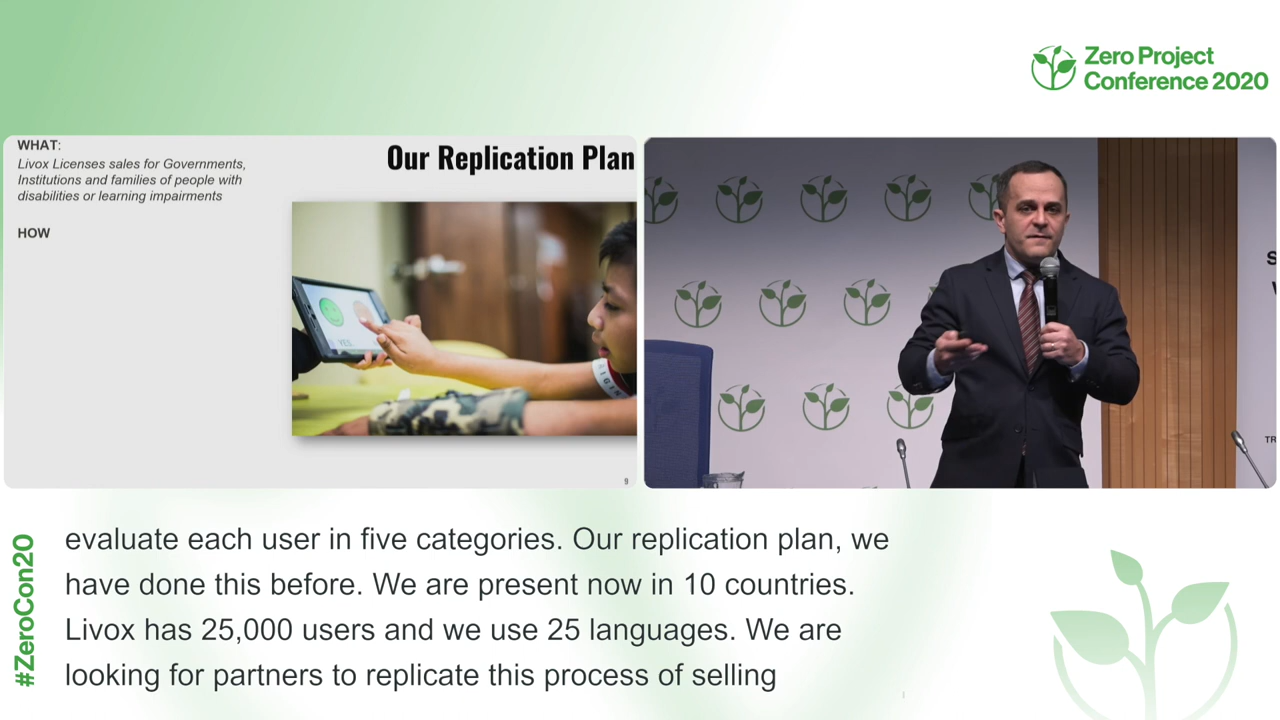 Zero Project
Conference 2020
WHAT:
Livox Licenses sales for Governments,
Institutions and families of people with
disabilities or learning impairments
HOW
Our Replication Plan
YES
9
S
TR
#ZeroCon20
evaluate each user in five categories. Our replication plan, we
have done this before. We are present now in 10 countries.
Livox has 25,000 users and we use 25 languages. We are
looking for partners to replicate this process of selling